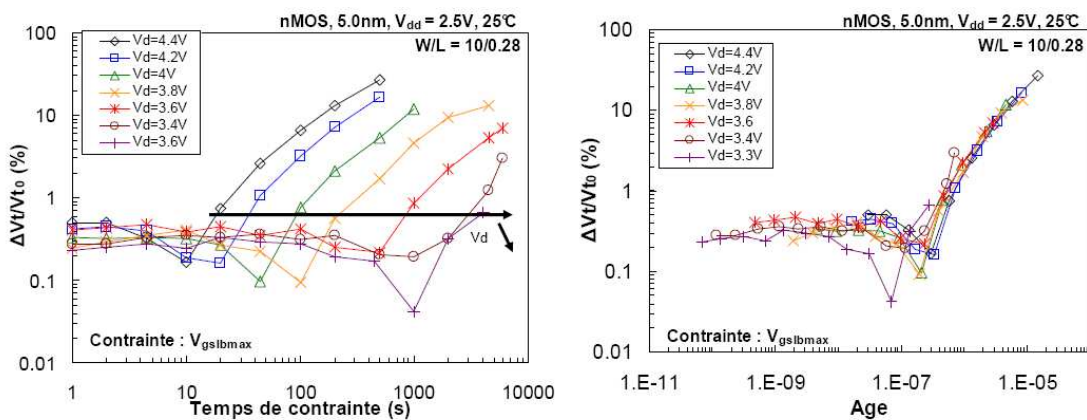 nMOS, 5.0nm, Vdd = 2.5V, 25℃
W/L = 10/0.28
100
10
1
0.1
0.01
ΔVt/Vt0 (%)
Vd=4.4V
Vd=4.2V
Vd=4V
Vd=3.8V
Vd=3.6V
Vd=3.4V
Vd=3.6V
Vd
Contrainte : Vgslbmax
1
10
100
1000
10000
Temps de contrainte (s)
nMOS, 5.0nm, Vdd = 2.5V, 25℃
W/L = 10/0.28
100
10
1
0.1
0.01
ΔVt/Vt0 (%)
Vd=4.4V
Vd=4.2V
Vd=4V
Vd=3.8V
Vd=3.6
Vd=3.4V
Vd=3.3V
Contrainte : Vgslbmax
1.E-11
1.E-09
1.E-07
1.E-05
Age